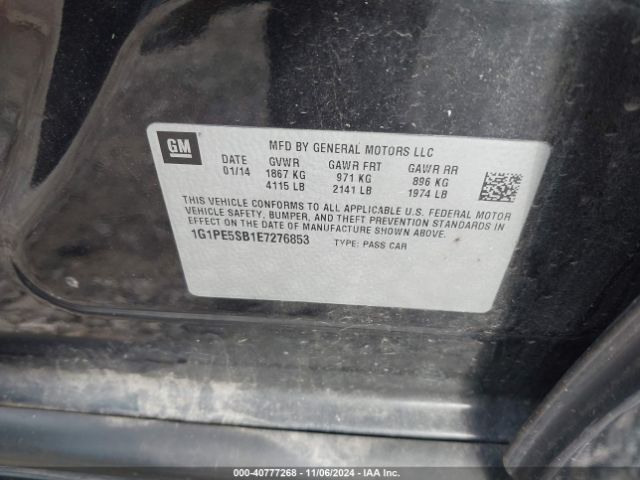 GM
MFD BY GENERAL MOTORS LLC
DATE GVWR GAWR FRT GAWR RR
01/14 1867 KG 971 KG 896 KG
4115 LB 2141 LB 1974 LB
THIS VEHICLE CONFORMS TO ALL APPLICABLE U.S. FEDERAL MOTOR
VEHICLE SAFETY, BUMPER, AND THEFT PREVENTION STANDARDS IN
EFFECT ON THE DATE OF MANUFACTURE SHOWN ABOVE.
1G1PE5SB1E7276853 TYPE: PASS CAR
000-40777268 - 11/06/2024 - IAA Inc.